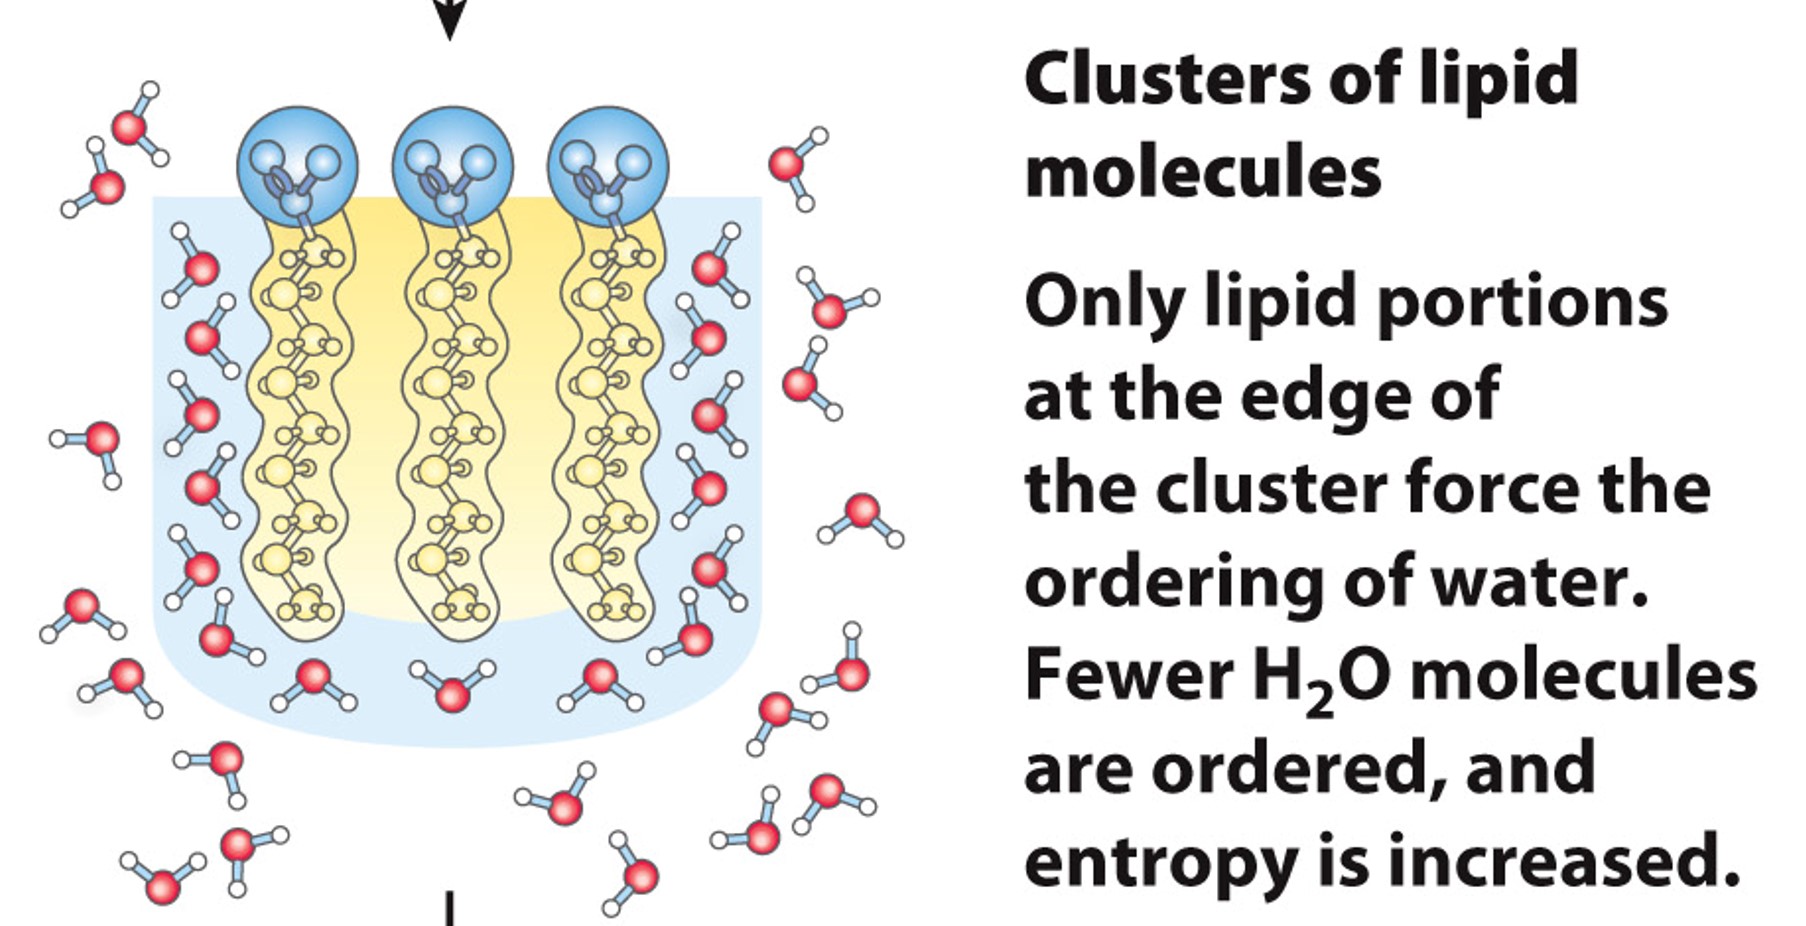 Clusters of lipid
molecules
Only lipid portions
at the edge of
the cluster force the
ordering of water.
Fewer H₂O molecules
are ordered, and
entropy is increased.